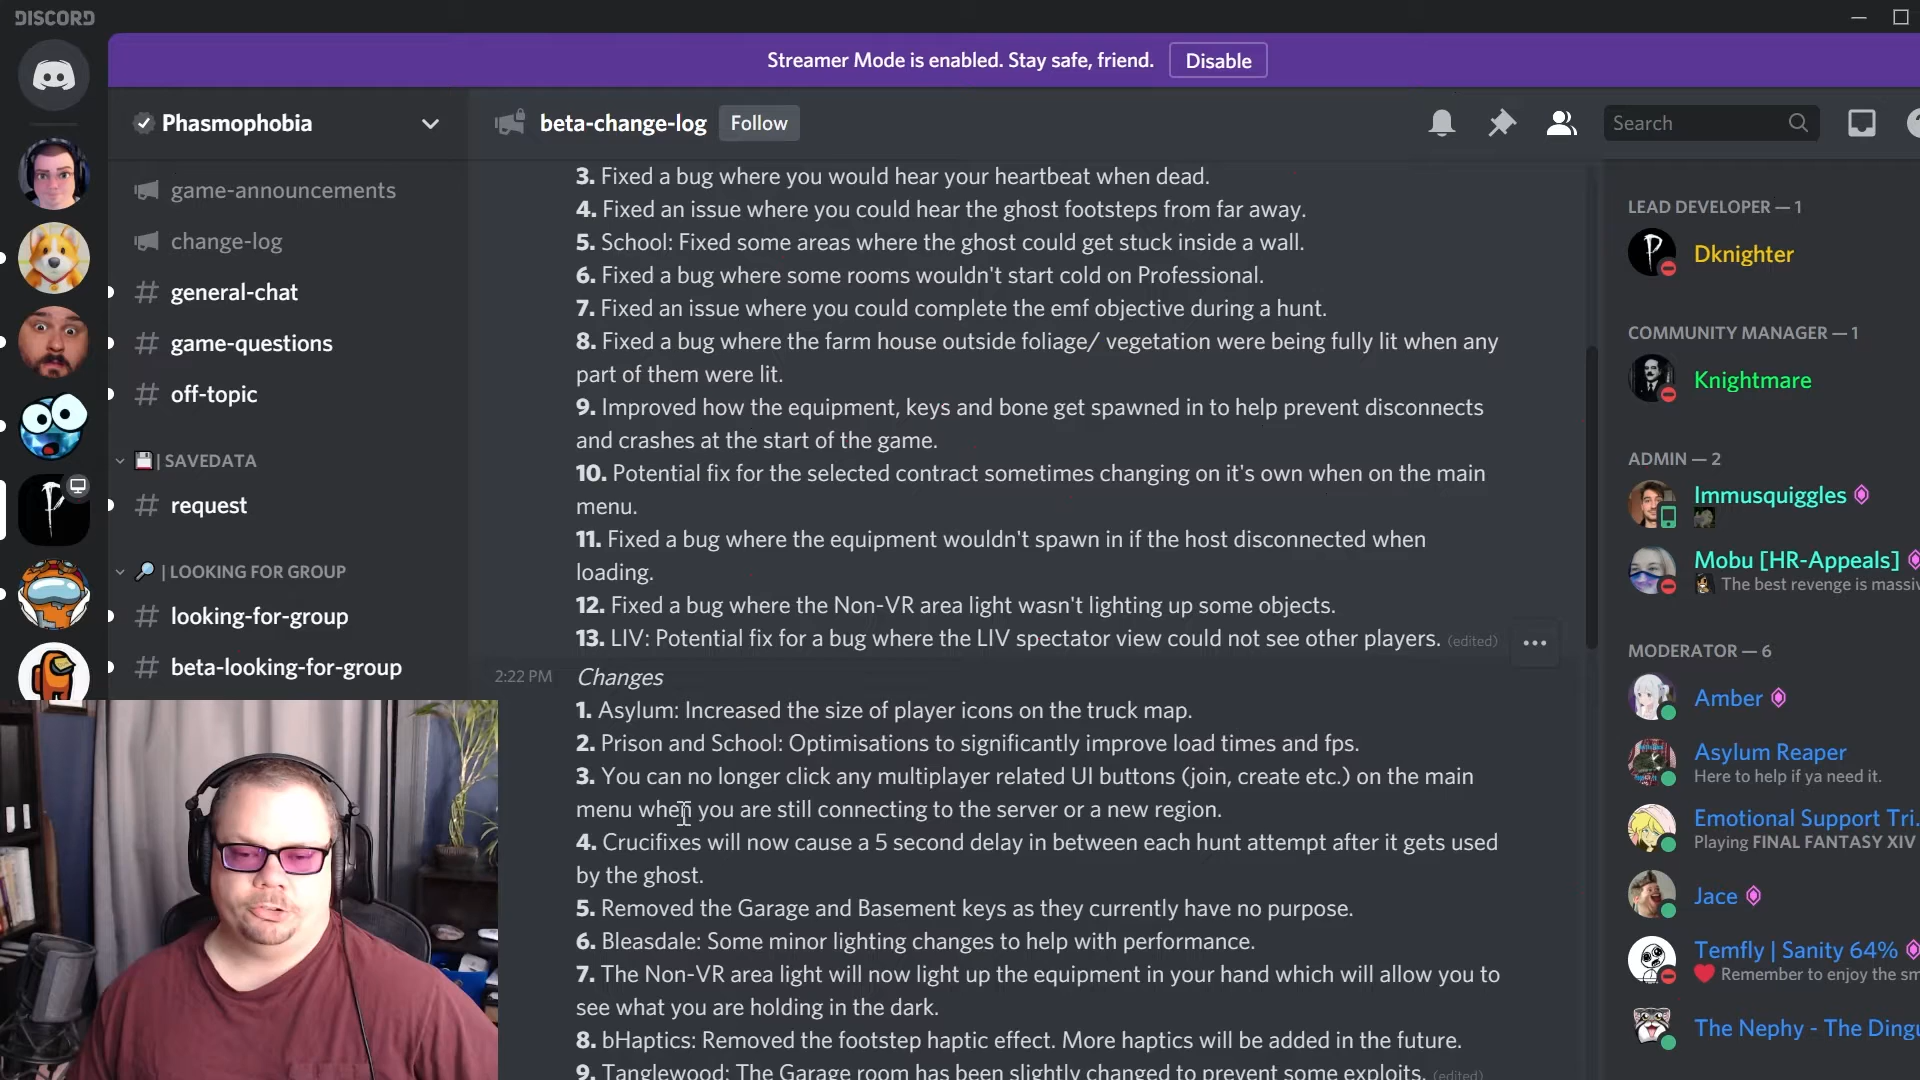 DISCORD
Streamer Mode is enabled. Stay safe, friend.
Disable
Phasmophobia
beta-change-log
Follow
Search
game-announcements
change-log
general-chat
game-questions
off-topic
| SAVEDATA
request
| LOOKING FOR GROUP
looking-for-group
beta-looking-for-group
3. Fixed a bug where you would hear your heartbeat when dead.
4. Fixed an issue where you could hear the ghost footsteps from far away.
5. School: Fixed some areas where the ghost could get stuck inside a wall.
6. Fixed a bug where some rooms wouldn't start cold on Professional.
7. Fixed an issue where you could complete the emf objective during a hunt.
8. Fixed a bug where the farm house outside foliage/ vegetation were being fully lit when any
part of them were lit.
9. Improved how the equipment, keys and bone get spawned in to help prevent disconnects
and crashes at the start of the game.
10. Potential fix for the selected contract sometimes changing on it's own when on the main
menu.
11. Fixed a bug where the equipment wouldn't spawn in if the host disconnected when
loading.
12. Fixed a bug where the Non-VR area light wasn't lighting up some objects.
13. LIV: Potential fix for a bug where the LIV spectator view could not see other players. (edited)
2:22 PM
Changes
1. Asylum: Increased the size of player icons on the truck map.
2. Prison and School: Optimisations to significantly improve load times and fps.
3. You can no longer click any multiplayer related UI buttons (join, create etc.) on the main
menu when you are still connecting to the server or a new region.
4. Crucifixes will now cause a 5 second delay in between each hunt attempt after it gets used
by the ghost.
5. Removed the Garage and Basement keys as they currently have no purpose.
6. Bleasdale: Some minor lighting changes to help with performance.
7. The Non-VR area light will now light up the equipment in your hand which will allow you to
see what you are holding in the dark.
8. bHaptics: Removed the footstep haptic effect. More haptics will be added in the future.
9. Tanglewood: The Garage room has been slightly changed to prevent some exploits. (edited)
LEAD DEVELOPER — 1
Dknighter
COMMUNITY MANAGER — 1
Knightmare
ADMIN — 2
Immusquiggles
Mobu [HR-Appeals]
The best revenge is massiv
MODERATOR — 6
Amber
Asylum Reaper
Here to help if ya need it.
Emotional Support Tri...
Playing FINAL FANTASY XIV
Jace
Temfly | Sanity 64%
Remember to enjoy the sm
The Nephy - The Dingu